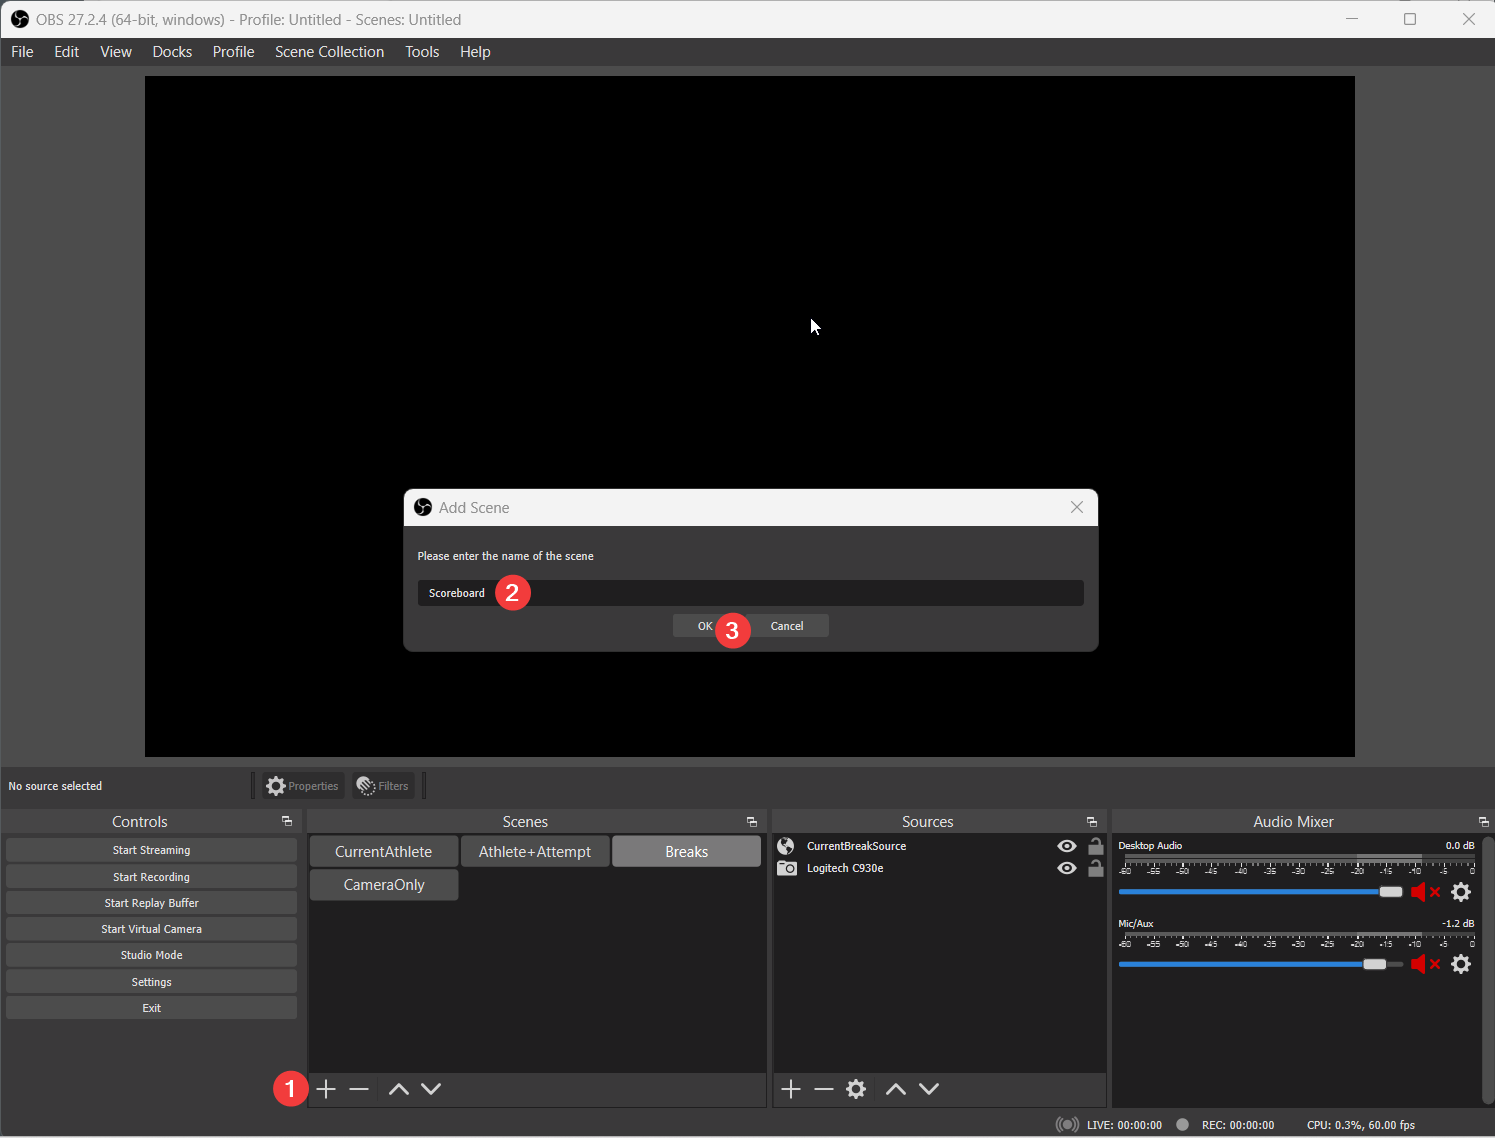 OBS 27.2.4 (64-bit, windows) - Profile: Untitled - Scenes: Untitled
File Edit View Docks Profile Scene Collection Tools Help
Add Scene
Please enter the name of the scene
Scoreboard 2
OK 3 Cancel
No source selected Properties Filters
Controls
Start Streaming
Start Recording
Start Replay Buffer
Start Virtual Camera
Studio Mode
Settings
Exit
Scenes
CurrentAthlete Athlete+Attempt Breaks
CameraOnly
1
Sources
CurrentBreakSource
Logitech C930e
Audio Mixer
Desktop Audio 0.0 dB
-60 -55 -50 -45 -40 -35 -30 -25 -20 -15 -10 -5 0
Mic/Aux -1.2 dB
-60 -55 -50 -45 -40 -35 -30 -25 -20 -15 -10 -5 0
LIVE: 00:00:00 REC: 00:00:00 CPU: 0.3%, 60.00 fps